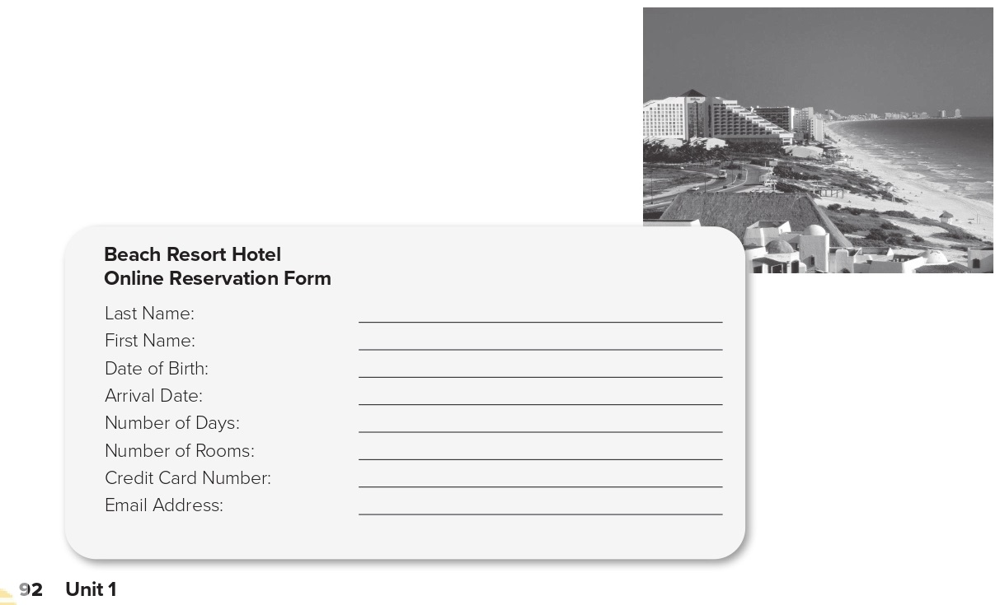 Beach Resort Hotel
Online Reservation Form
Last Name:
First Name:
Date of Birth:
Arrival Date:
Number of Days:
Number of Rooms:
Credit Card Number:
Email Address:
92 Unit 1